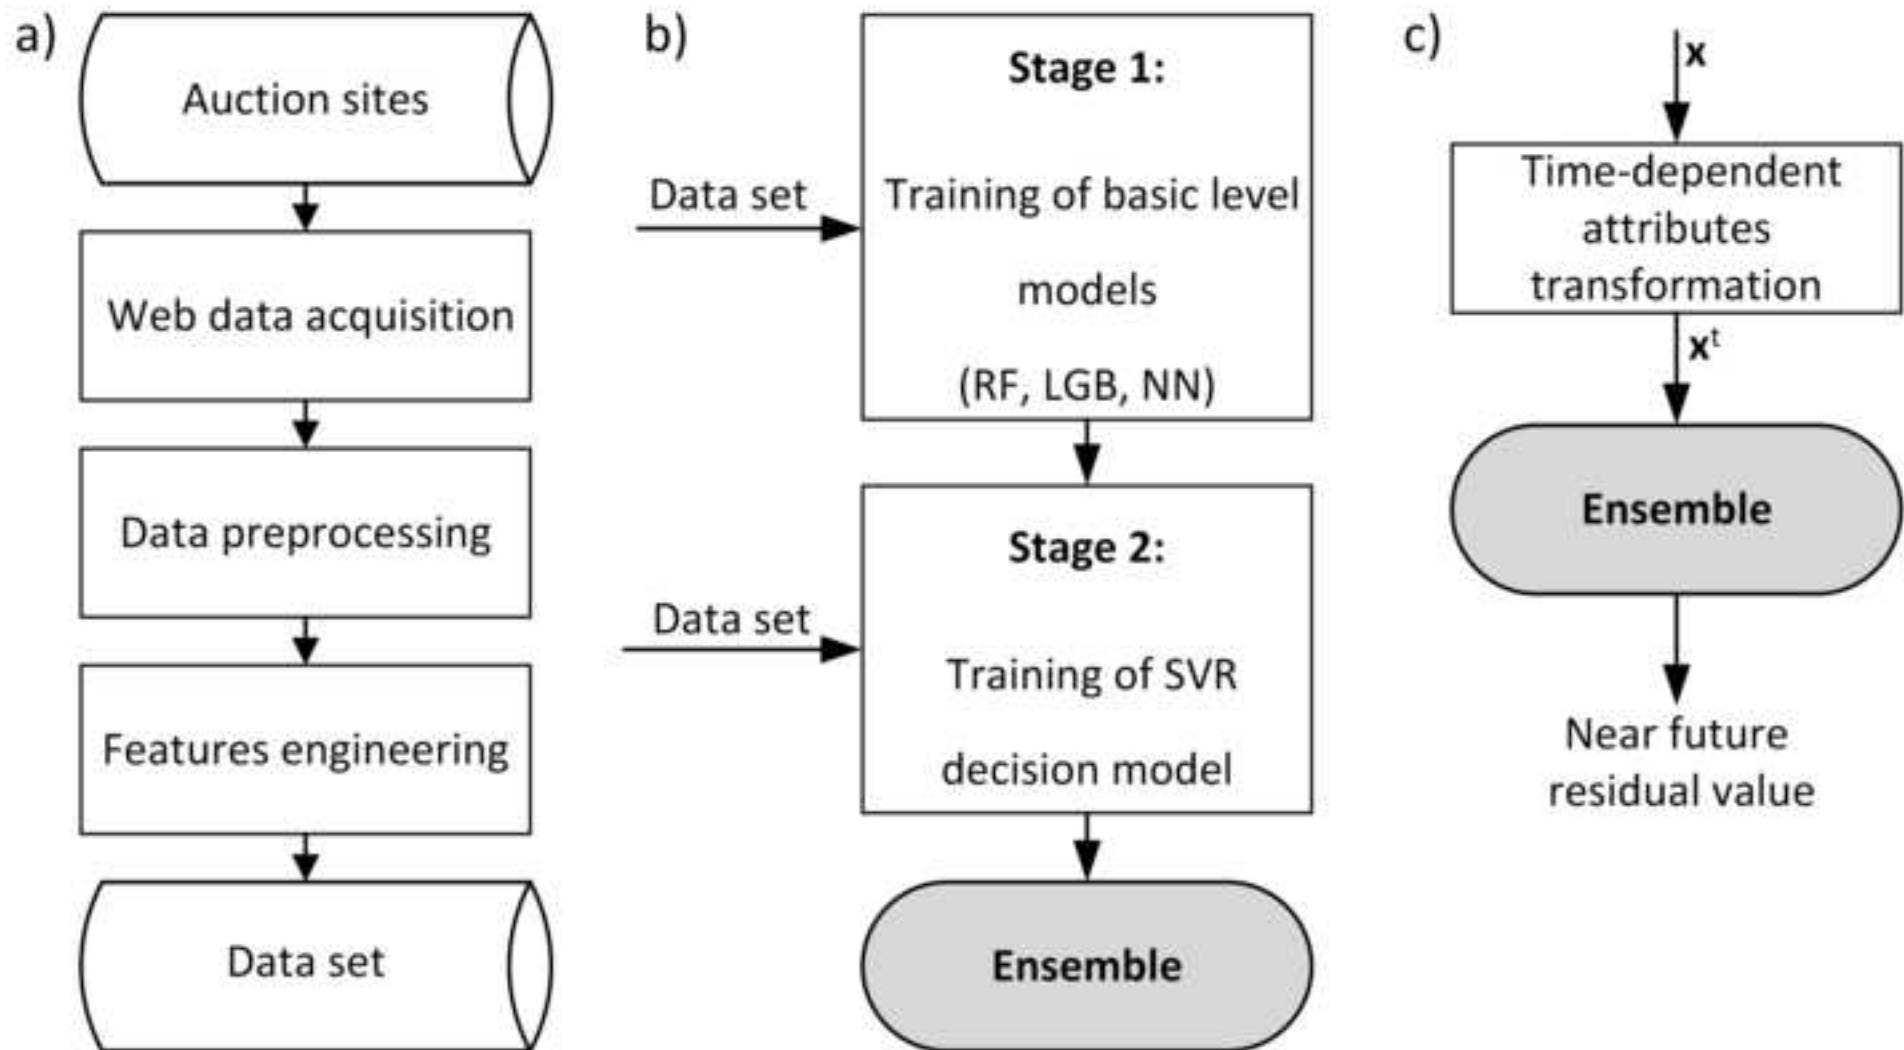 a)
Auction sites
Web data acquisition
Data preprocessing
Features engineering
Data set
b)
Stage 1:
Data set
Training of basic level
models
(RF, LGB, NN)
Stage 2:
Data set
Training of SVR
decision model
Ensemble
c)
x
Time-dependent
attributes
transformation
xᵗ
Ensemble
Near future
residual value